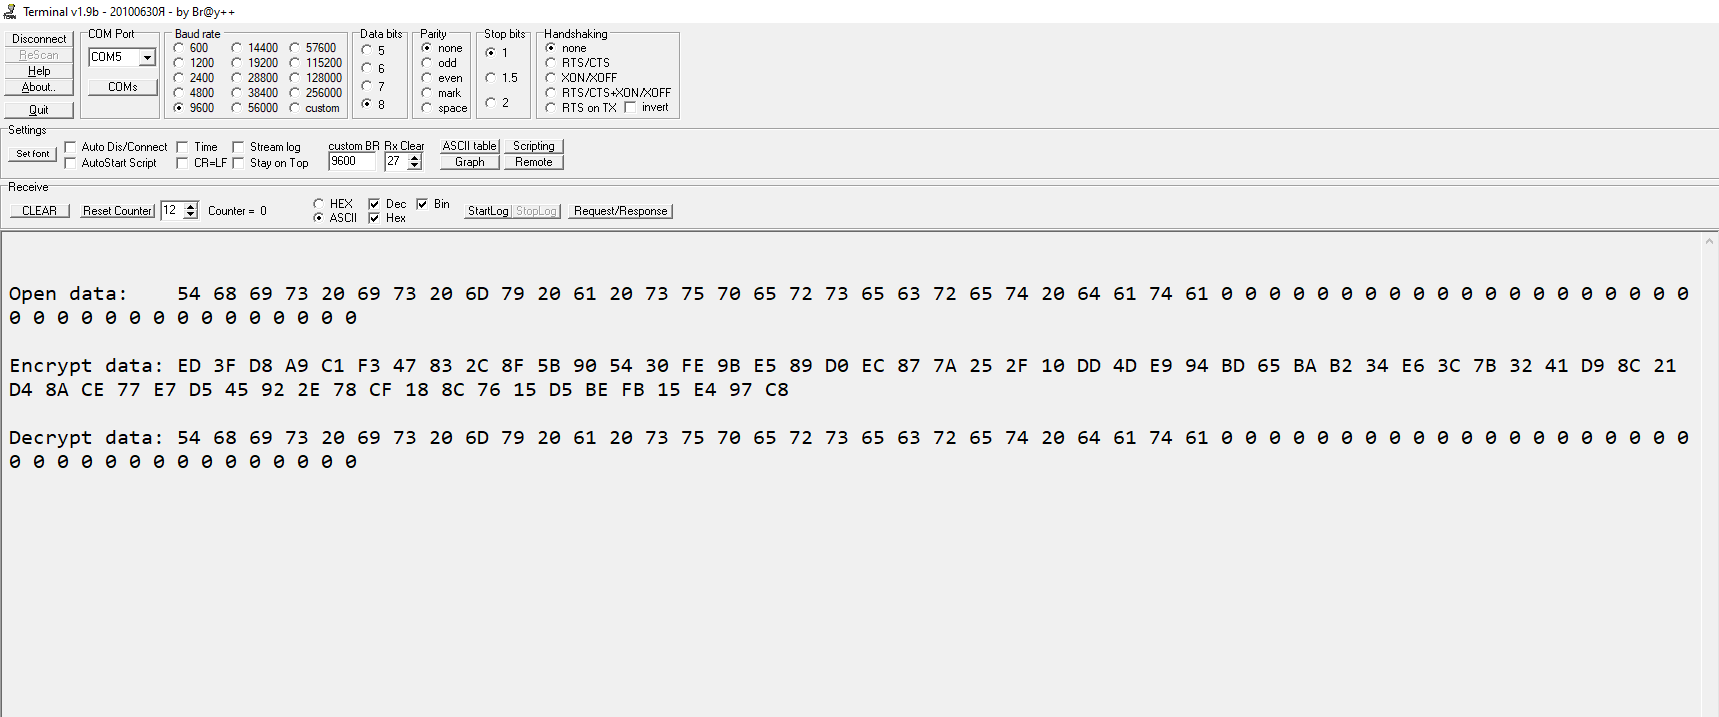 Terminal v1.9b - 20100630Я - by Br@y++
Disconnect
ReScan
Help
About..
Quit
COM Port
COM5
COMs
Baud rate
600 14400 57600
1200 19200 115200
2400 28800 128000
4800 38400 256000
9600 56000 custom
Data bits
5
6
7
8
Parity
none
odd
even
mark
space
Stop bits
1
1.5
2
Handshaking
none
RTS/CTS
XON/XOFF
RTS/CTS+XON/XOFF
RTS on TX invert
Settings
Set font
Auto Dis/Connect Time Stream log
AutoStart Script CR=LF Stay on Top
custom BR Rx Clear
9600 27
ASCII table Scripting
Graph Remote
Receive
CLEAR Reset Counter 12 Counter = 0
HEX Dec Bin
ASCII Hex
StartLog StopLog Request/Response
Open data: 54 68 69 73 20 69 73 20 6D 79 20 61 20 73 75 70 65 72 73 65 63 72 65 74 20 64 61 74 61 0 0 0 0 0 0 0 0 0 0 0 0 0 0 0 0 0 0 0 0
0 0 0 0 0 0 0 0 0 0 0 0 0 0 0
Encrypt data: ED 3F D8 A9 C1 F3 47 83 2C 8F 5B 90 54 30 FE 9B E5 89 D0 EC 87 7A 25 2F 10 DD 4D E9 94 BD 65 BA B2 34 E6 3C 7B 32 41 D9 8C 21
D4 8A CE 77 E7 D5 45 92 2E 78 CF 18 8C 76 15 D5 BE FB 15 E4 97 C8
Decrypt data: 54 68 69 73 20 69 73 20 6D 79 20 61 20 73 75 70 65 72 73 65 63 72 65 74 20 64 61 74 61 0 0 0 0 0 0 0 0 0 0 0 0 0 0 0 0 0 0 0 0
0 0 0 0 0 0 0 0 0 0 0 0 0 0 0